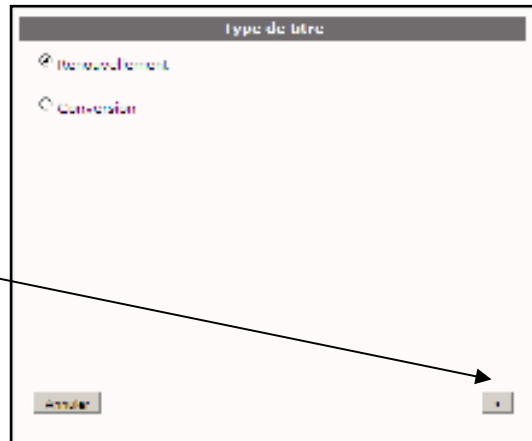 Type de titre
Renouvellement
Conversion
Annuler